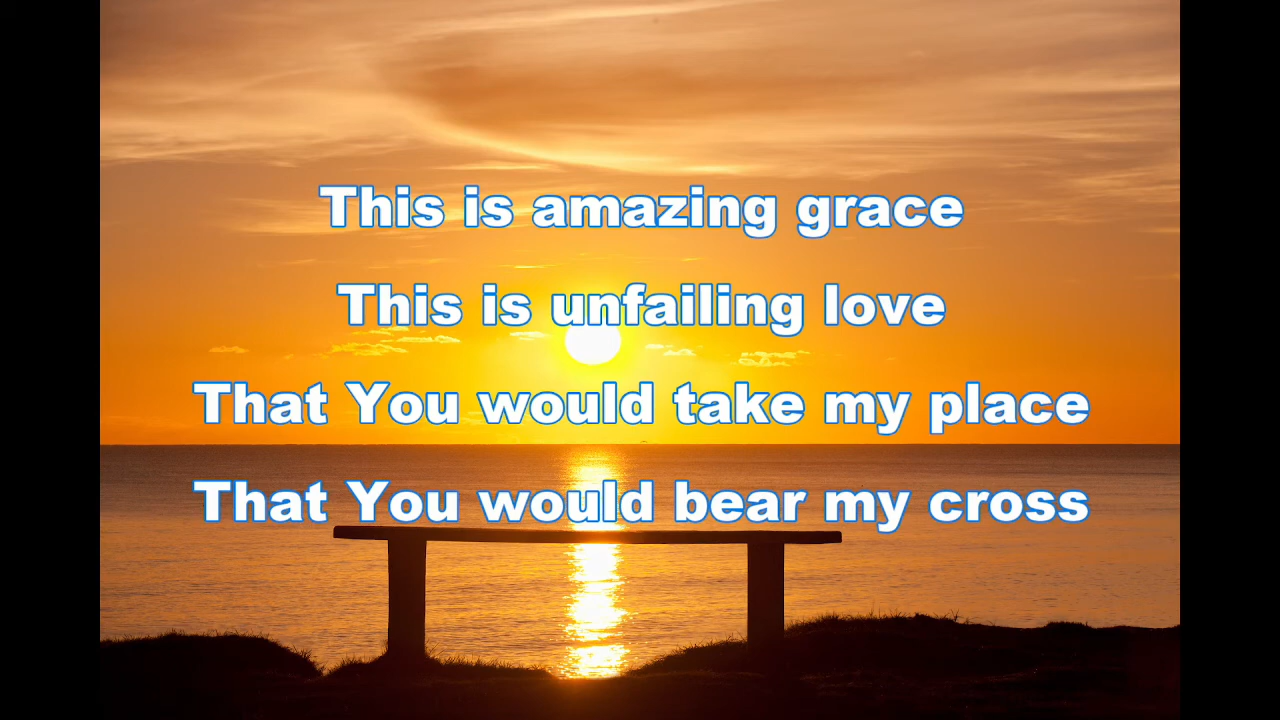 This is amazing grace
This is unfailing love
That You would take my place
That You would bear my cross